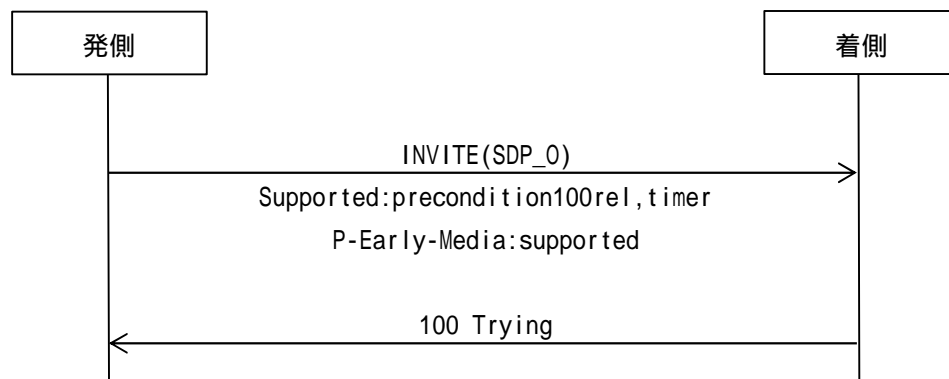 発側
着側
INVITE(SDP_O)
Supported:precondition100rel,timer
P-Early-Media:supported
100 Trying